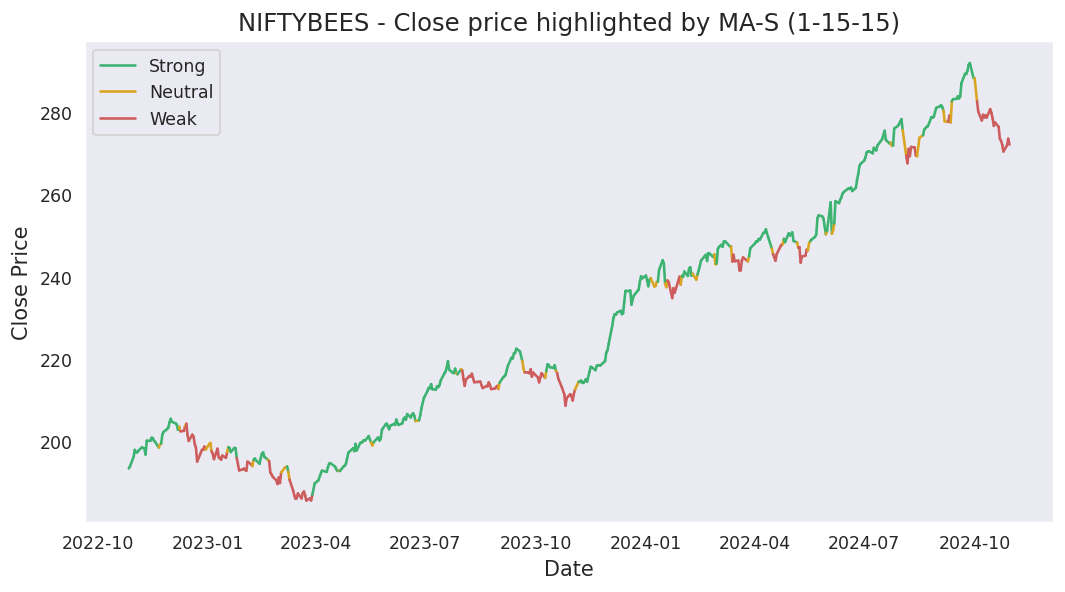 NIFTYBEES - Close price highlighted by MA-S (1-15-15)
Strong
Neutral
Weak
280
260
240
220
200
Close Price
2022-10 2023-01 2023-04 2023-07 2023-10 2024-01 2024-04 2024-07 2024-10
Date